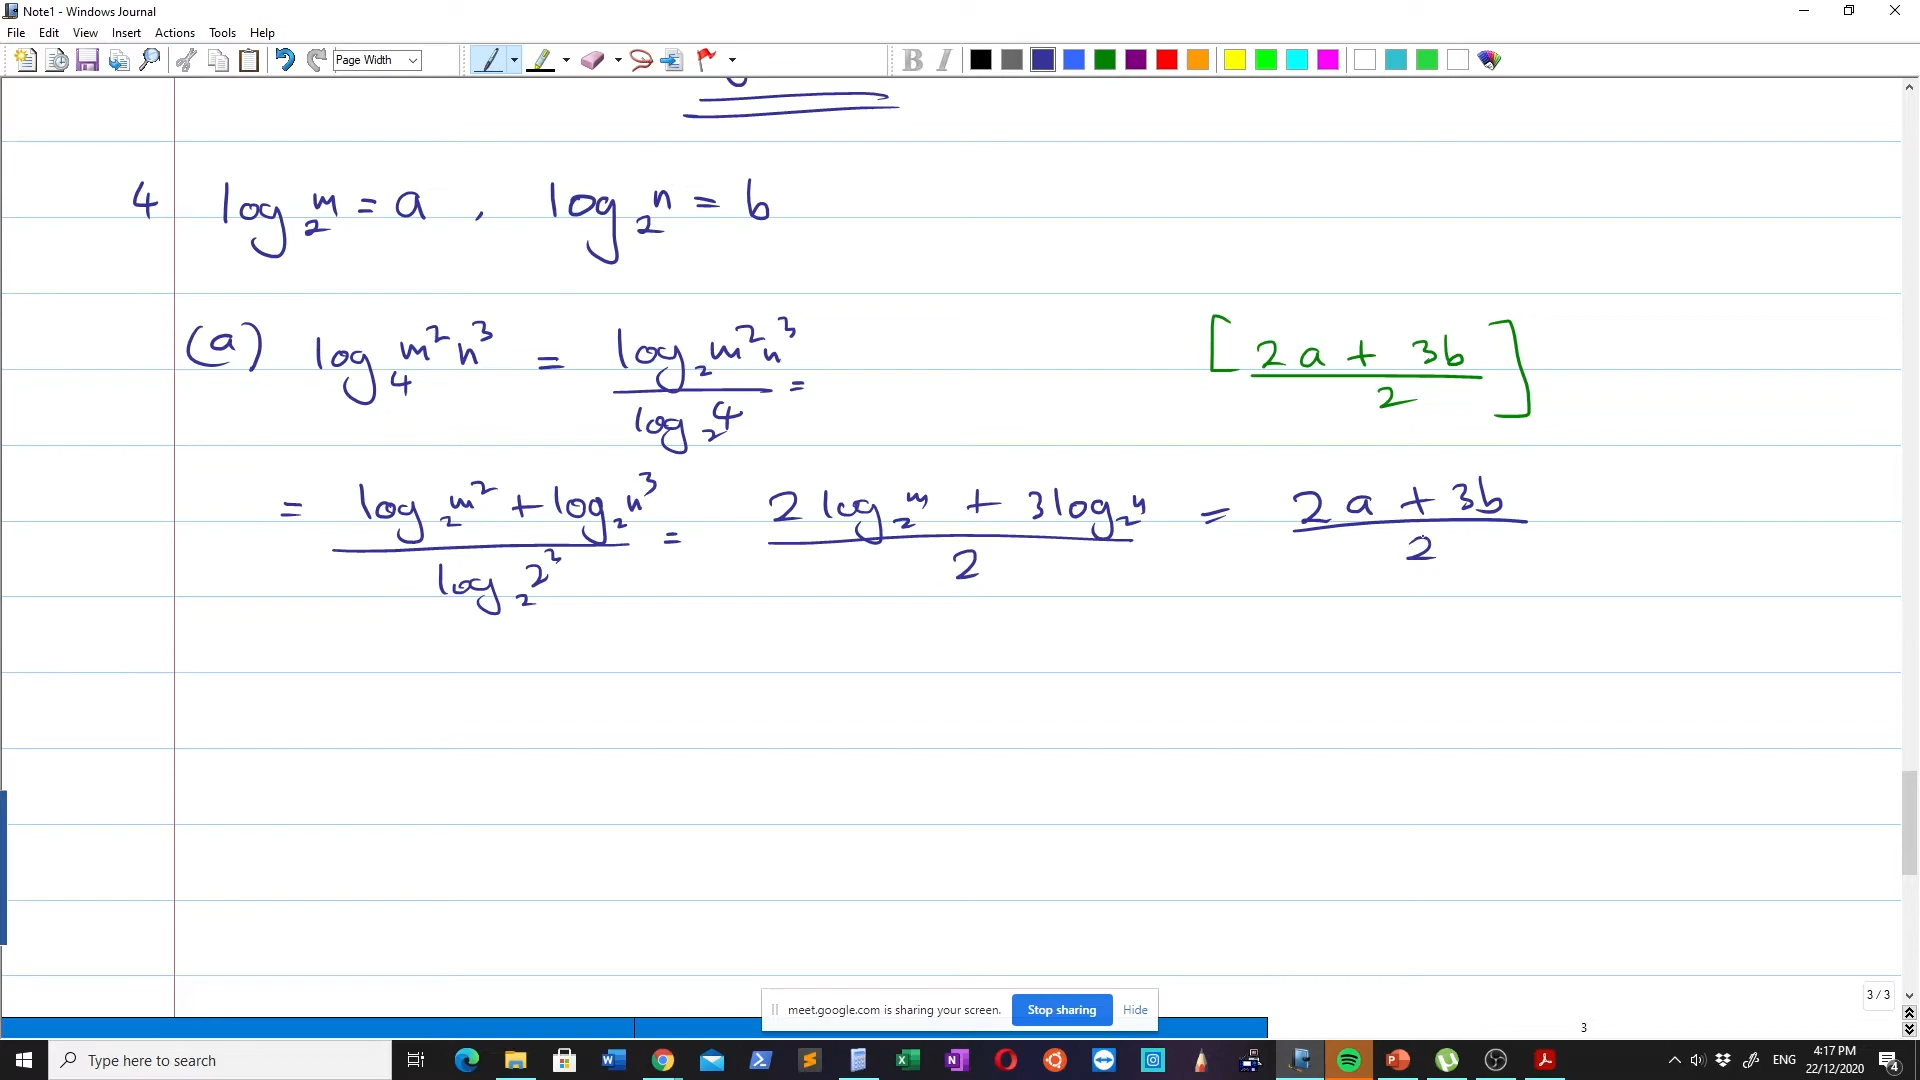 Note1 - Windows Journal
File Edit View Insert Actions Tools Help
Page Width
B I
4 log₂ m = a , log₂ n = b
(a) log₄ m²n³ = log₂ m²n³ / log₂ 4 =
[2a + 3b / 2]
= log₂ m² + log₂ n³ / log₂ 2² = 2 log₂ m + 3 log₂ n / 2 = 2a + 3b / 2
3 / 3
meet.google.com is sharing your screen. Stop sharing Hide
3
Type here to search
ENG
4:17 PM
22/12/2020
4